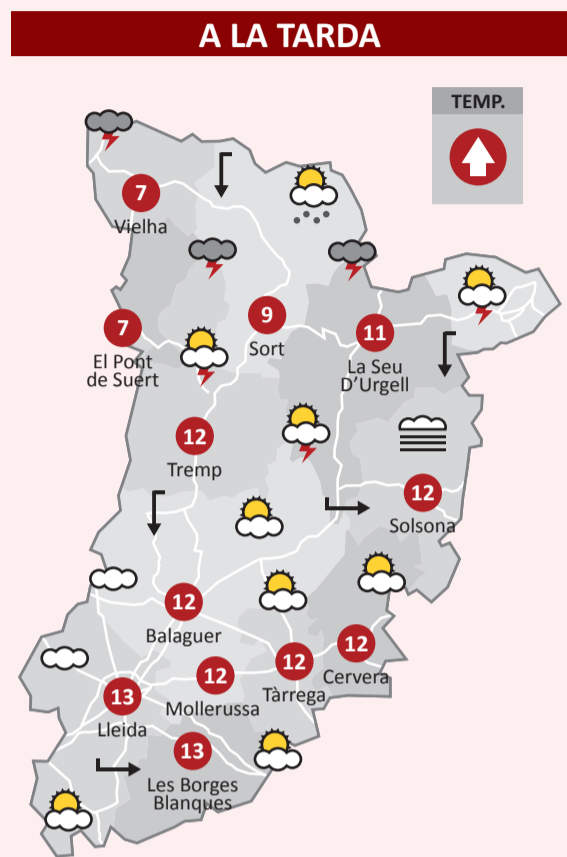 A LA TARDA
TEMP.
7
Vielha
7
El Pont
de Suert
9
Sort
11
La Seu
D'Urgell
12
Tremp
12
Solsona
12
Balaguer
12
Cervera
12
Tàrrega
12
Mollerussa
13
Lleida
13
Les Borges
Blanques